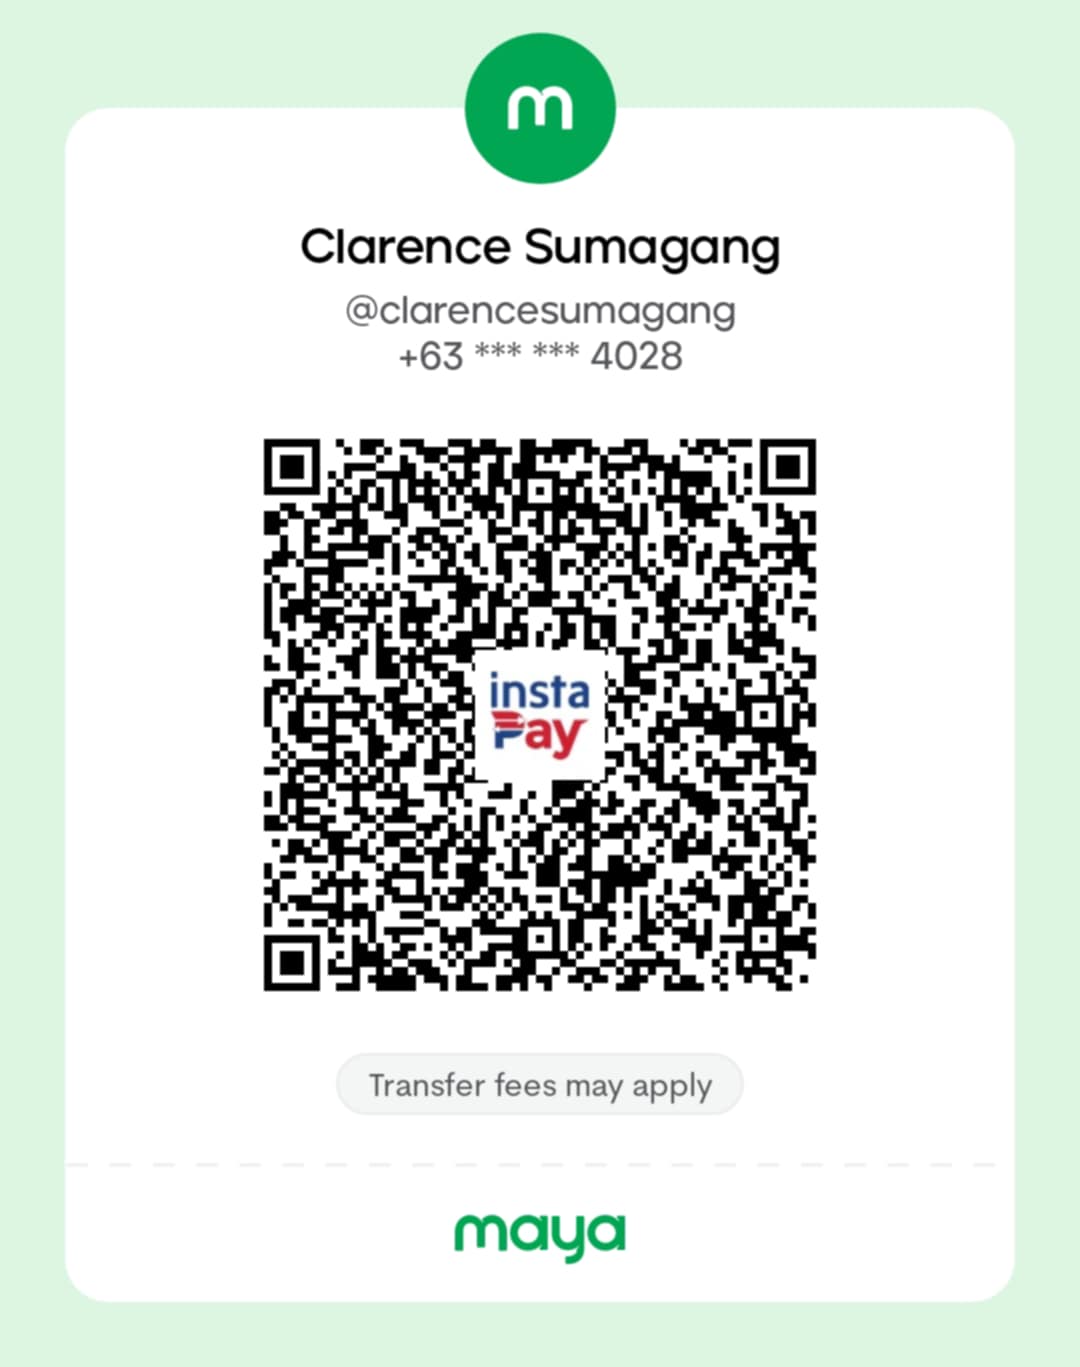 m
Clarence Sumagang
@clarencesumagang
+63 *** *** 4028
insta
Pay
Transfer fees may apply
maya